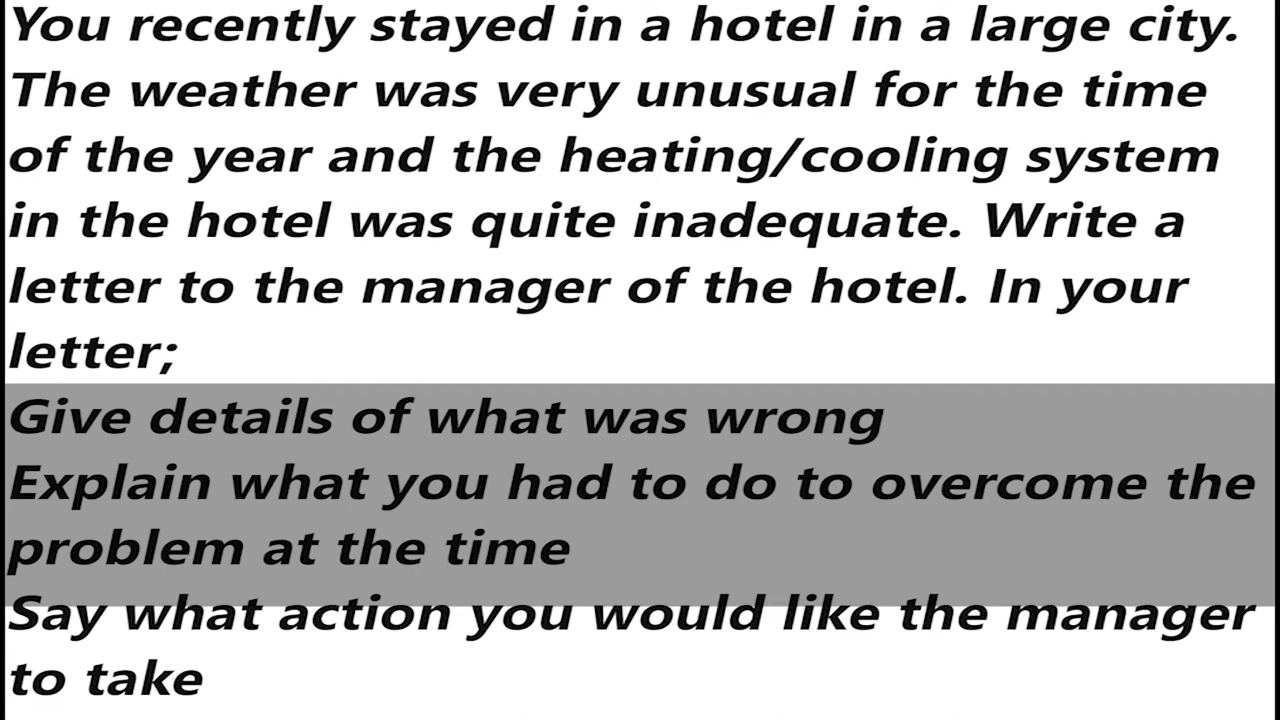 You recently stayed in a hotel in a large city.
The weather was very unusual for the time
of the year and the heating/cooling system
in the hotel was quite inadequate. Write a
letter to the manager of the hotel. In your
letter;
Give details of what was wrong
Explain what you had to do to overcome the
problem at the time
Say what action you would like the manager
to take